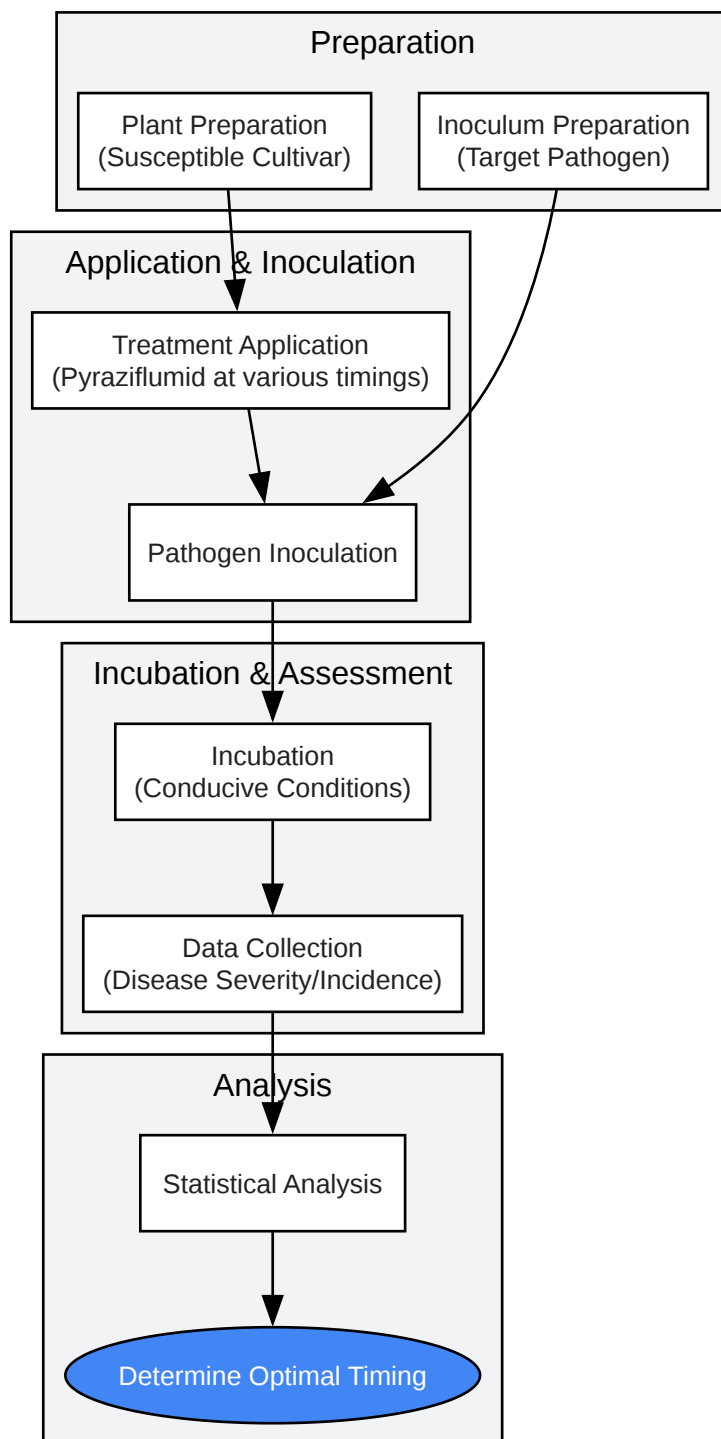 Preparation
Plant Preparation
(Susceptible Cultivar)
Inoculum Preparation
(Target Pathogen)
Application & Inoculation
Treatment Application
(Pyraziflumid at various timings)
Pathogen Inoculation
Incubation & Assessment
Incubation
(Conducive Conditions)
Data Collection
(Disease Severity/Incidence)
Analysis
Statistical Analysis
Determine Optimal Timing